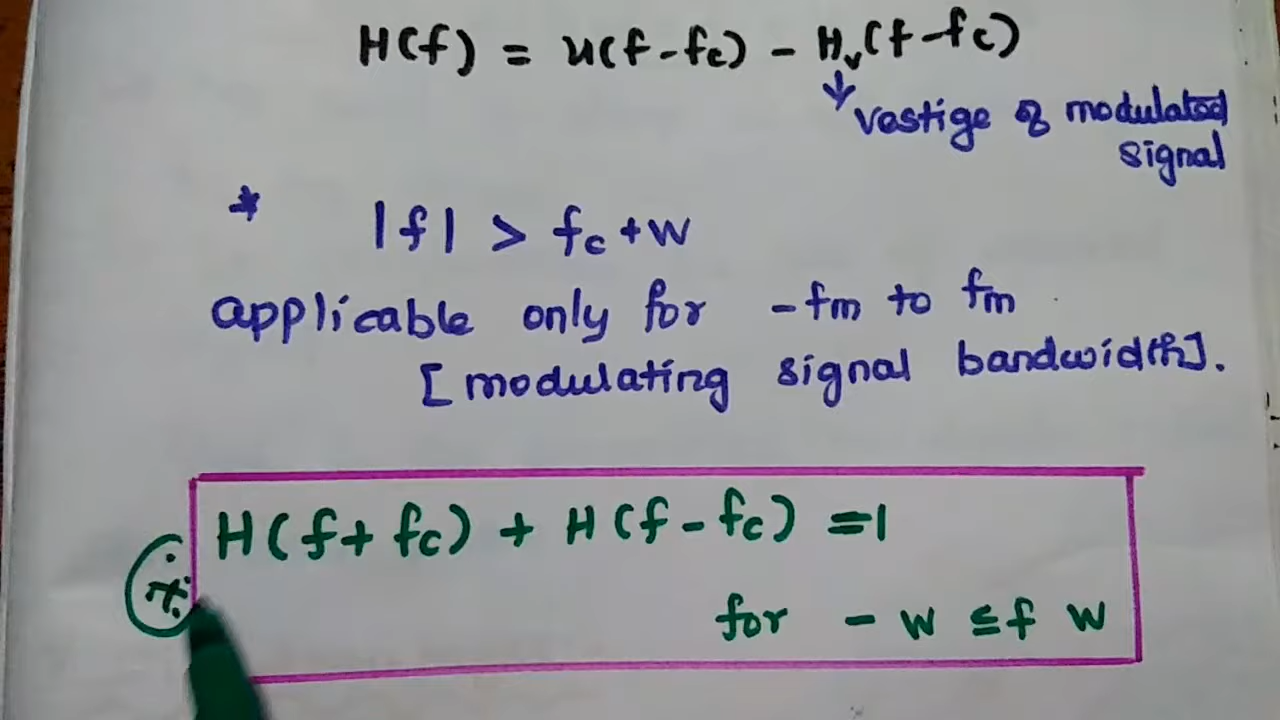 H(f) = u(f-fc) - Hv(f-fc)
↓
vestige of modulated
signal
* |f| > fc+w
applicable only for -fm to fm
[modulating signal bandwidth].
H(f+fc) + H(f-fc) =1
for -w ≤f w